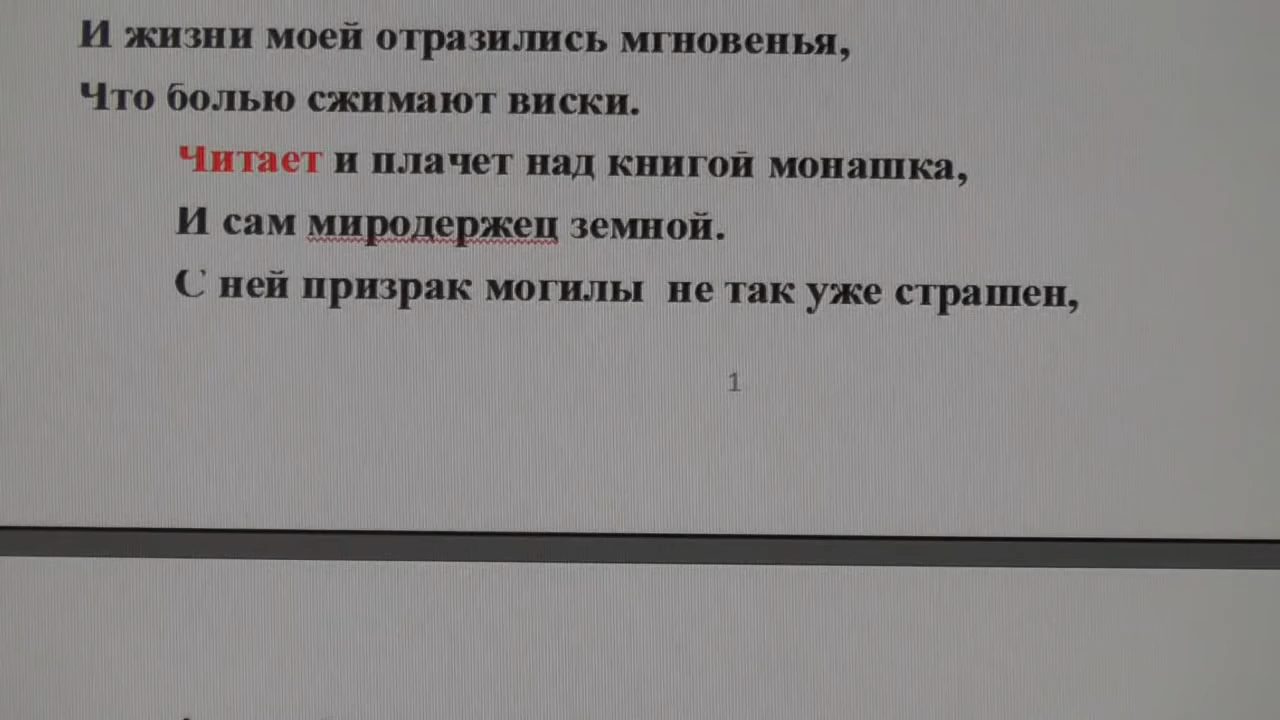 И жизни моей отразились мгновенья,
Что болью сжимают виски.
Читает и плачет над книгой монашка,
И сам миродержец земной.
С ней призрак могилы не так уже страшен,
1